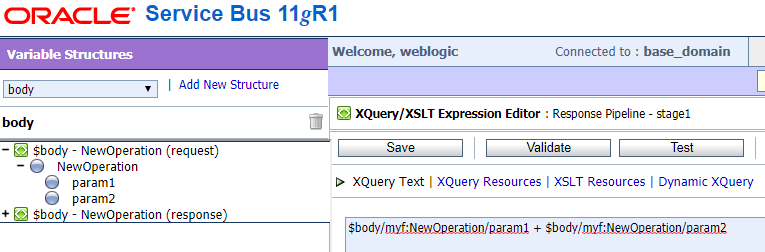 ORACLE Service Bus 11gR1
Variable Structures
body
| Add New Structure
body
$body - NewOperation (request)
NewOperation
param1
param2
$body - NewOperation (response)
Welcome, weblogic Connected to : base_domain
XQuery/XSLT Expression Editor : Response Pipeline - stage1
Save Validate Test
XQuery Text | XQuery Resources | XSLT Resources | Dynamic XQuery
$body/myf:NewOperation/param1 + $body/myf:NewOperation/param2